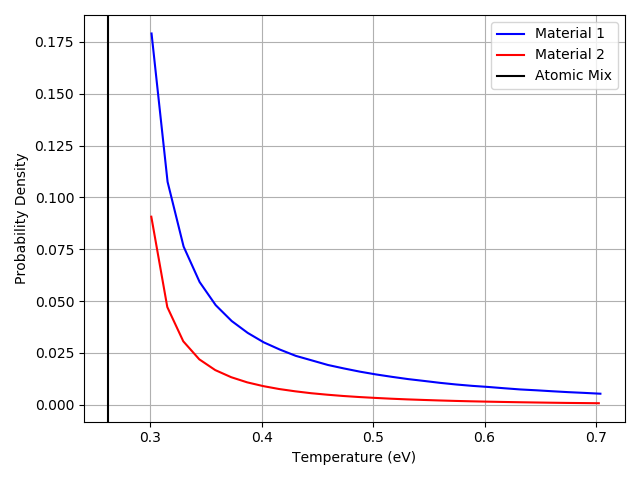 Material 1
Material 2
Atomic Mix
0.175
0.150
0.125
0.100
0.075
0.050
0.025
0.000
Probability Density
0.3 0.4 0.5 0.6 0.7
Temperature (eV)